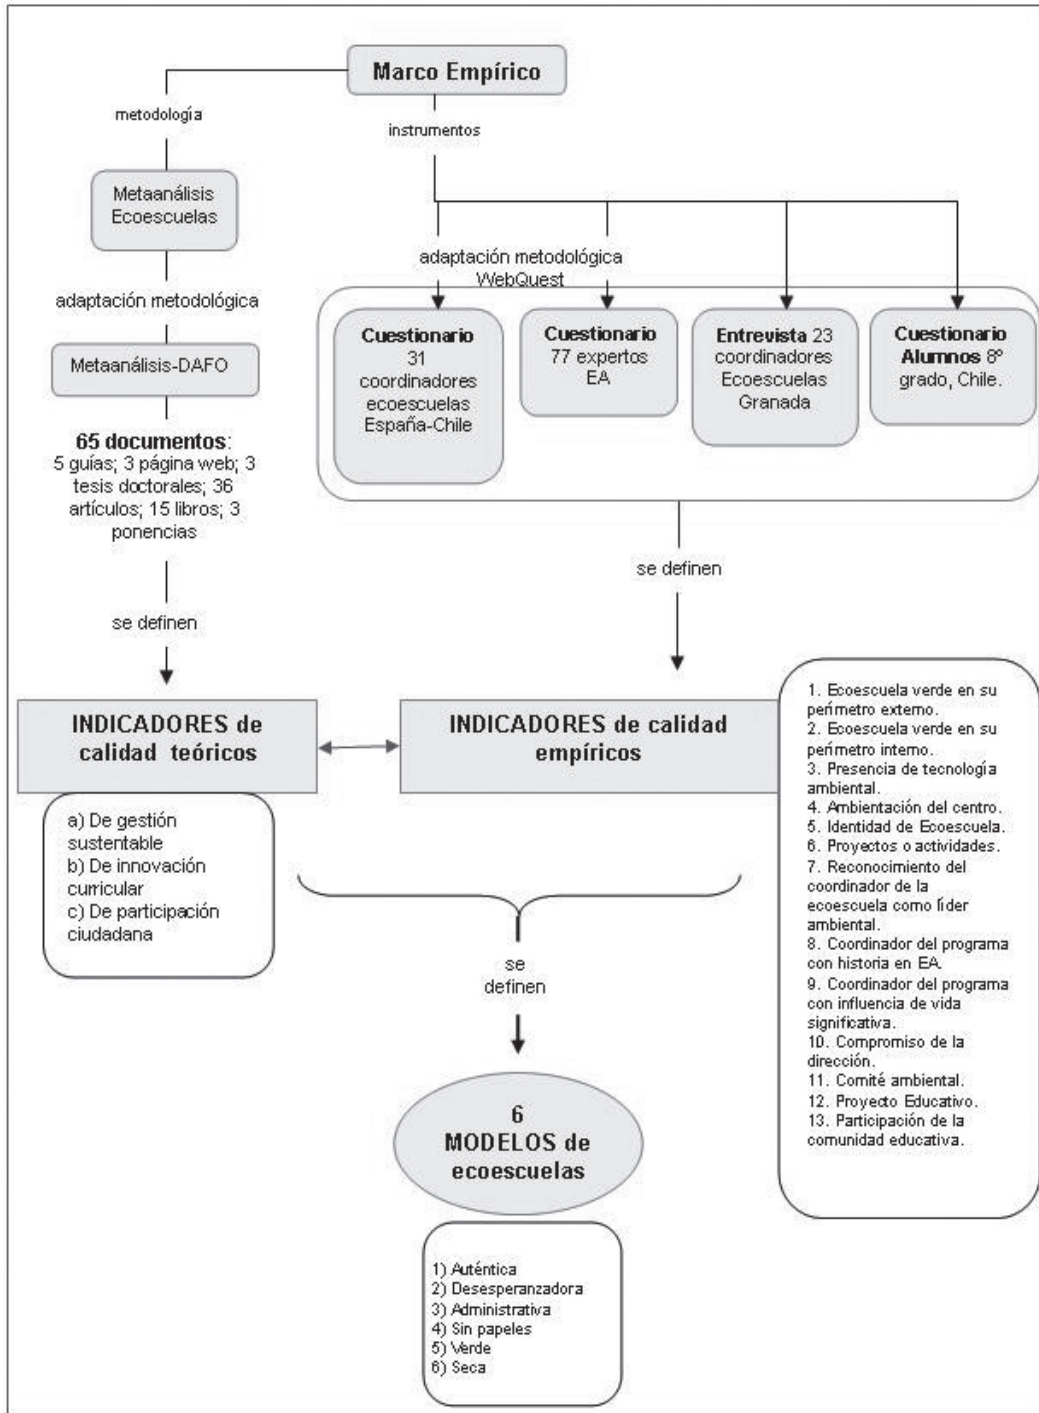 Marco Empírico
metodología
instrumentos
Metaanálisis
Ecoescuelas
adaptación metodológica
WebQuest
adaptación metodológica
Cuestionario
31
coordinadores
ecoescuelas
España-Chile
Cuestionario
77 expertos
EA
Entrevista 23
coordinadores
Ecoescuelas
Granada
Cuestionario
Alumnos 8º
grado, Chile.
Metaanálisis-DAFO
65 documentos:
5 guías; 3 página web; 3
tesis doctorales; 36
artículos; 15 libros; 3
ponencias
se definen
se definen
INDICADORES de
calidad teóricos
INDICADORES de calidad
empíricos
a) De gestión
sustentable
b) De innovación
curricular
c) De participación
ciudadana
1. Ecoescuela verde en su
perímetro externo.
2. Ecoescuela verde en su
perímetro interno.
3. Presencia de tecnología
ambiental.
4. Ambientación del centro.
5. Identidad de Ecoescuela.
6. Proyectos o actividades.
7. Reconocimiento del
coordinador de la
ecoescuela como líder
ambiental.
8. Coordinador del programa
con historia en EA.
9. Coordinador del programa
con influencia de vida
significativa.
10. Compromiso de la
dirección.
11. Comité ambiental.
12. Proyecto Educativo.
13. Participación de la
comunidad educativa.
se
definen
6
MODELOS de
ecoescuelas
1) Auténtica
2) Desesperanzadora
3) Administrativa
4) Sin papeles
5) Verde
6) Seca